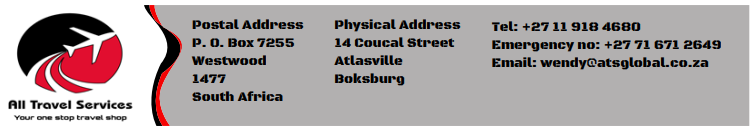 All Travel Services
Your one stop travel shop
Postal Address
P. O. Box 7255
Westwood
1477
South Africa
Physical Address
14 Coucal Street
Atlasville
Boksburg
Tel: +27 11 918 4680
Emergency no: +27 71 671 2649
Email: wendy@atsglobal.co.za